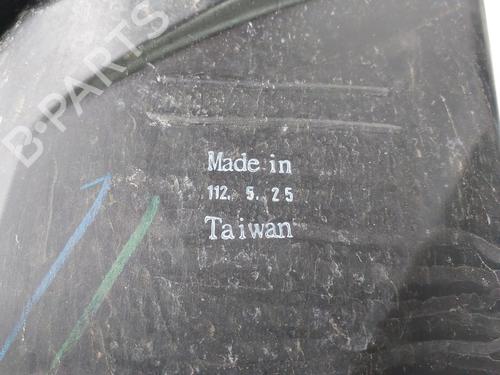 B-PARTS
Made in
112. 5. 25
Taiwan